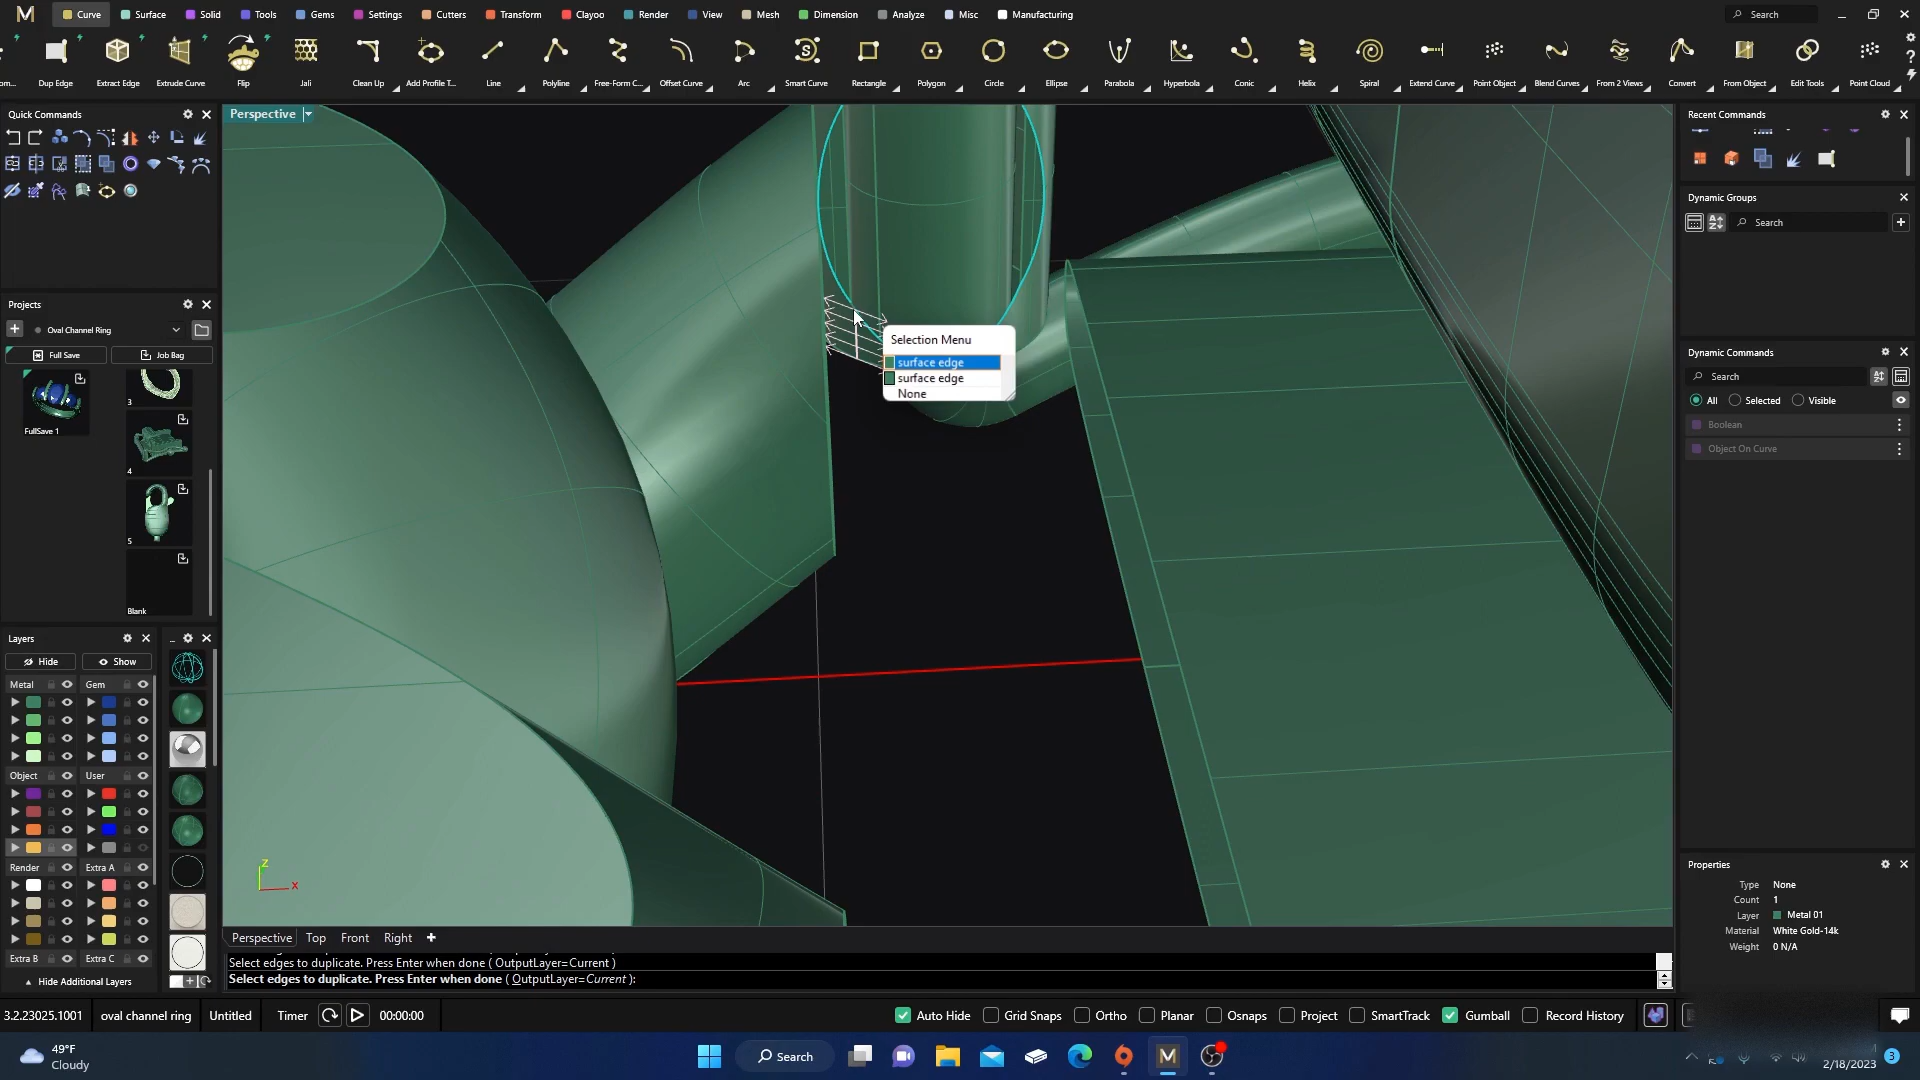 M Curve Surface Solid Tools Gems Settings Cutters Transform Clayoo Render View Mesh Dimension Analyze Misc Manufacturing Search
Dup Edge Extract Edge Extrude Curve Flip Jali Clean Up Add Profile T... Line Polyline Free-Form C... Offset Curve Arc Smart Curve Rectangle Polygon Circle Ellipse Parabola Hyperbola Conic Helix Spiral Extend Curve Point Object Blend Curves From 2 Views Convert From Object Edit Tools Point Cloud
Quick Commands
Perspective
Recent Commands
Dynamic Groups
Search
Projects
Oval Channel Ring
Full Save Job Bag
3
FullSave 1
4
5
Blank
Selection Menu
surface edge
surface edge
None
Dynamic Commands
Search
All Selected Visible
Boolean
Object On Curve
Layers
Hide Show
Metal Gem
Object User
Render Extra A
Extra B Extra C
Hide Additional Layers
z
x
Properties
Type None
Count 1
Layer Metal 01
Material White Gold-14k
Weight 0 N/A
Perspective Top Front Right
Select edges to duplicate. Press Enter when done ( OutputLayer=Current )
Select edges to duplicate. Press Enter when done ( OutputLayer=Current ):
3.2.23025.1001 oval channel ring Untitled Timer 00:00:00 Auto Hide Grid Snaps Ortho Planar Osnaps Project SmartTrack Gumball Record History
49°F
Cloudy
Search
M
2/18/2023
3